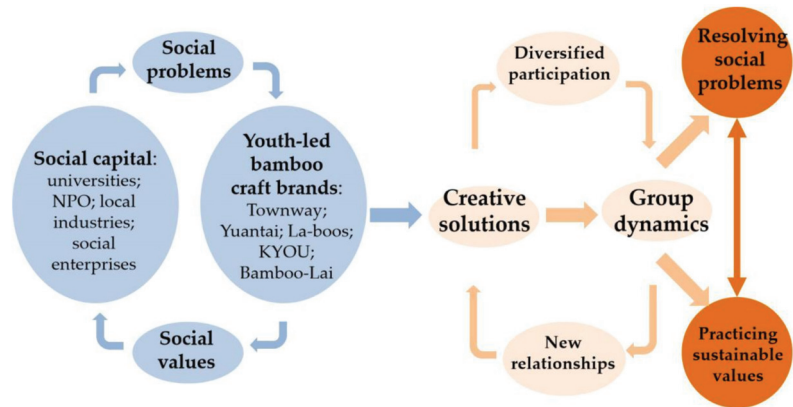 Social
problems
Social capital:
universities;
NPO; local
industries;
social
enterprises
Youth-led
bamboo
craft brands:
Townway;
Yuantai; La-boos;
KYOU;
Bamboo-Lai
Social
values
Diversified
participation
Creative
solutions
Group
dynamics
New
relationships
Resolving
social
problems
Practicing
sustainable
values